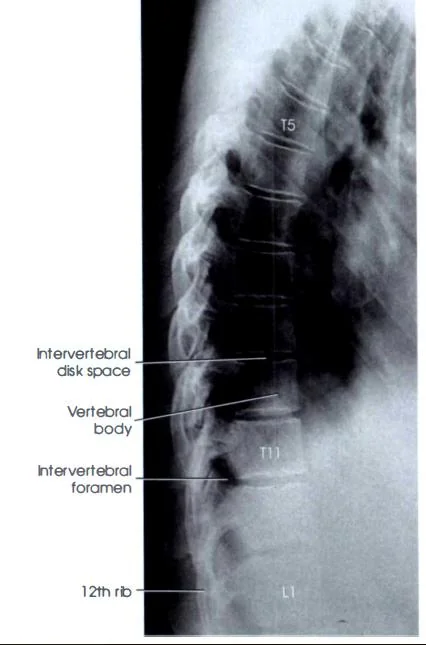 T5
Intervertebral
disk space
Vertebral
body
T11
Intervertebral
foramen
12th rib
L1